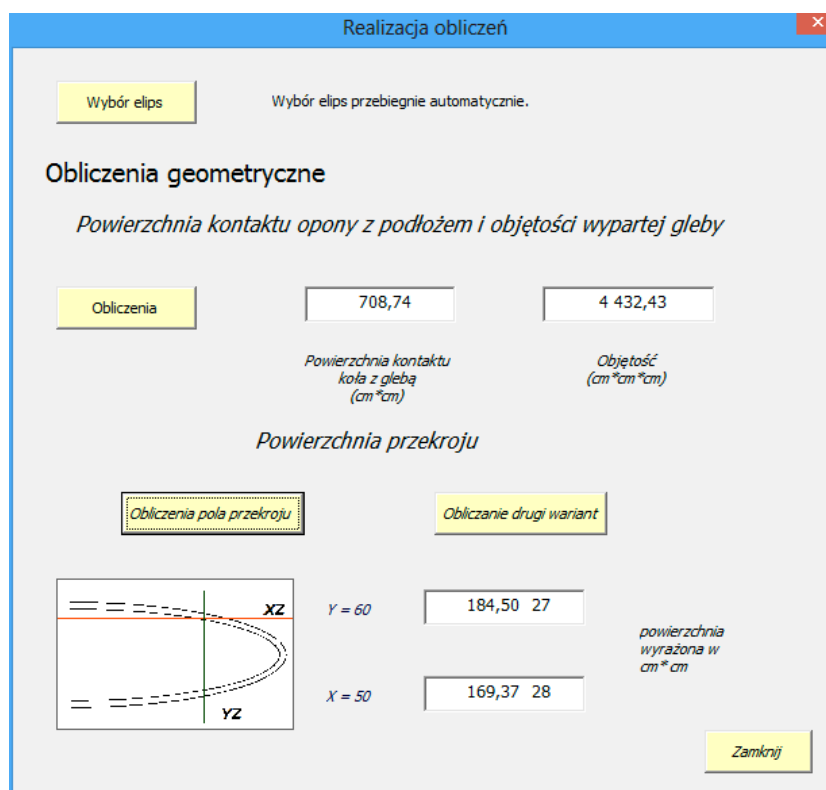 Realizacja obliczeń
×
Wybór elips
Wybór elips przebiegnie automatycznie.
Obliczenia geometryczne
Powierzchnia kontaktu opony z podłożem i objętości wypartej gleby
Obliczenia
708,74
4 432,43
Powierzchnia kontaktu
koła z glebą
(cm*cm)
Objętość
(cm*cm*cm)
Powierzchnia przekroju
Obliczenia pola przekroju
Obliczanie drugi wariant
XZ
YZ
Y = 60
184,50 27
X = 50
169,37 28
powierzchnia
wyrażona w
cm* cm
Zamknij